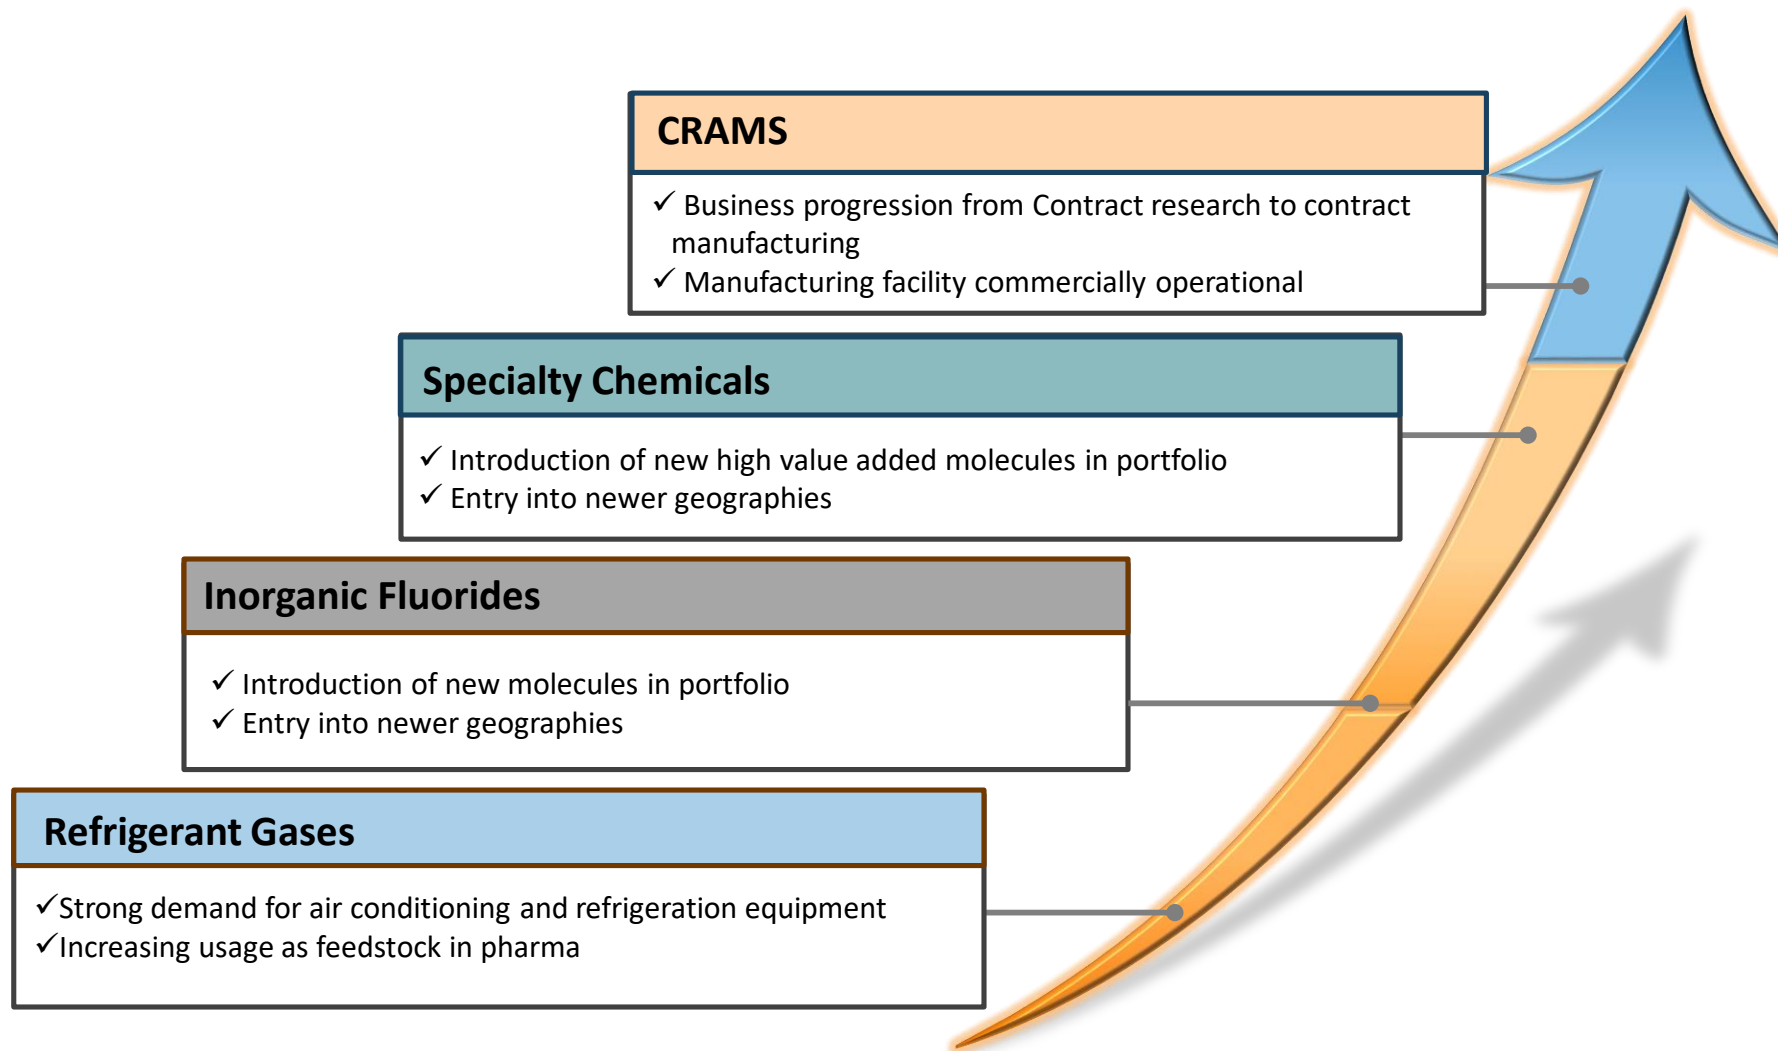 CRAMS
✓ Business progression from Contract research to contract
manufacturing
✓ Manufacturing facility commercially operational
Specialty Chemicals
✓ Introduction of new high value added molecules in portfolio
✓ Entry into newer geographies
Inorganic Fluorides
✓ Introduction of new molecules in portfolio
✓ Entry into newer geographies
Refrigerant Gases
✓Strong demand for air conditioning and refrigeration equipment
✓Increasing usage as feedstock in pharma